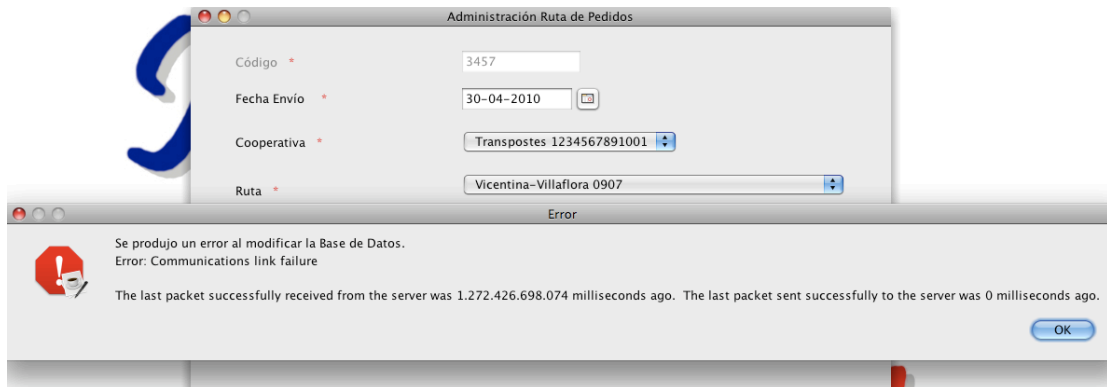 Administración Ruta de Pedidos
Código *
3457
Fecha Envío *
30-04-2010
Cooperativa *
Transpostes 1234567891001
Ruta *
Vicentina-Villaflora 0907
Error
Se produjo un error al modificar la Base de Datos.
Error: Communications link failure
The last packet successfully received from the server was 1.272.426.698.074 milliseconds ago.  The last packet sent successfully to the server was 0 milliseconds ago.
OK